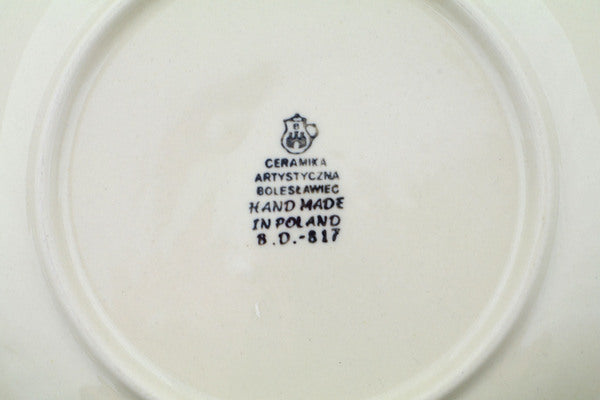 B
CERAMIKA
ARTYSTYCZNA
BOLESŁAWIEC
HAND MADE
IN POLAND
B.D.-817